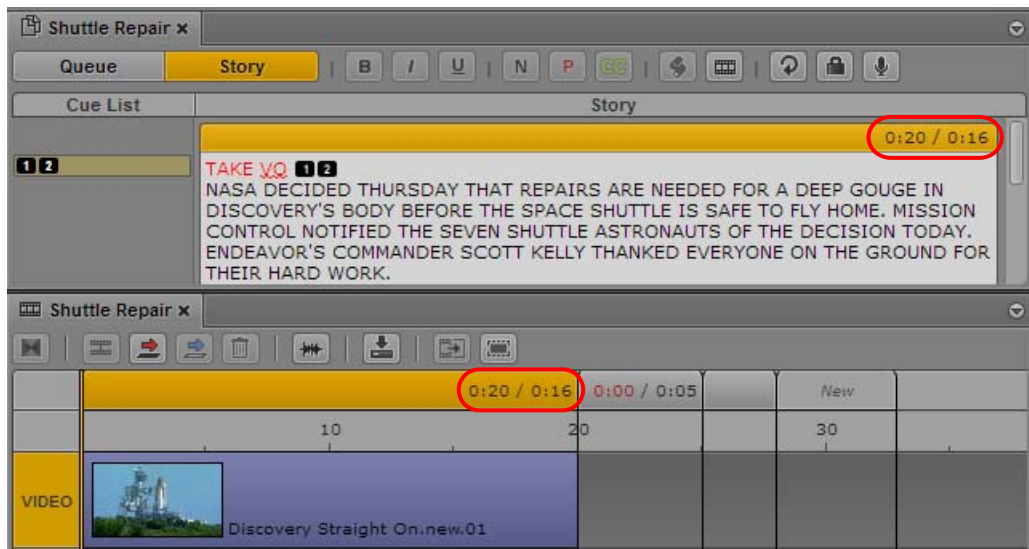 Shuttle Repair x
Queue Story B I U N P CC
Cue List Story
0:20 / 0:16
1 2
TAKE VO 1 2
NASA DECIDED THURSDAY THAT REPAIRS ARE NEEDED FOR A DEEP GOUGE IN
DISCOVERY'S BODY BEFORE THE SPACE SHUTTLE IS SAFE TO FLY HOME. MISSION
CONTROL NOTIFIED THE SEVEN SHUTTLE ASTRONAUTS OF THE DECISION TODAY.
ENDEAVOR'S COMMANDER SCOTT KELLY THANKED EVERYONE ON THE GROUND FOR
THEIR HARD WORK.
Shuttle Repair x
0:20 / 0:16 0:00 / 0:05 New
10 20 30
VIDEO
Discovery Straight On.new.01